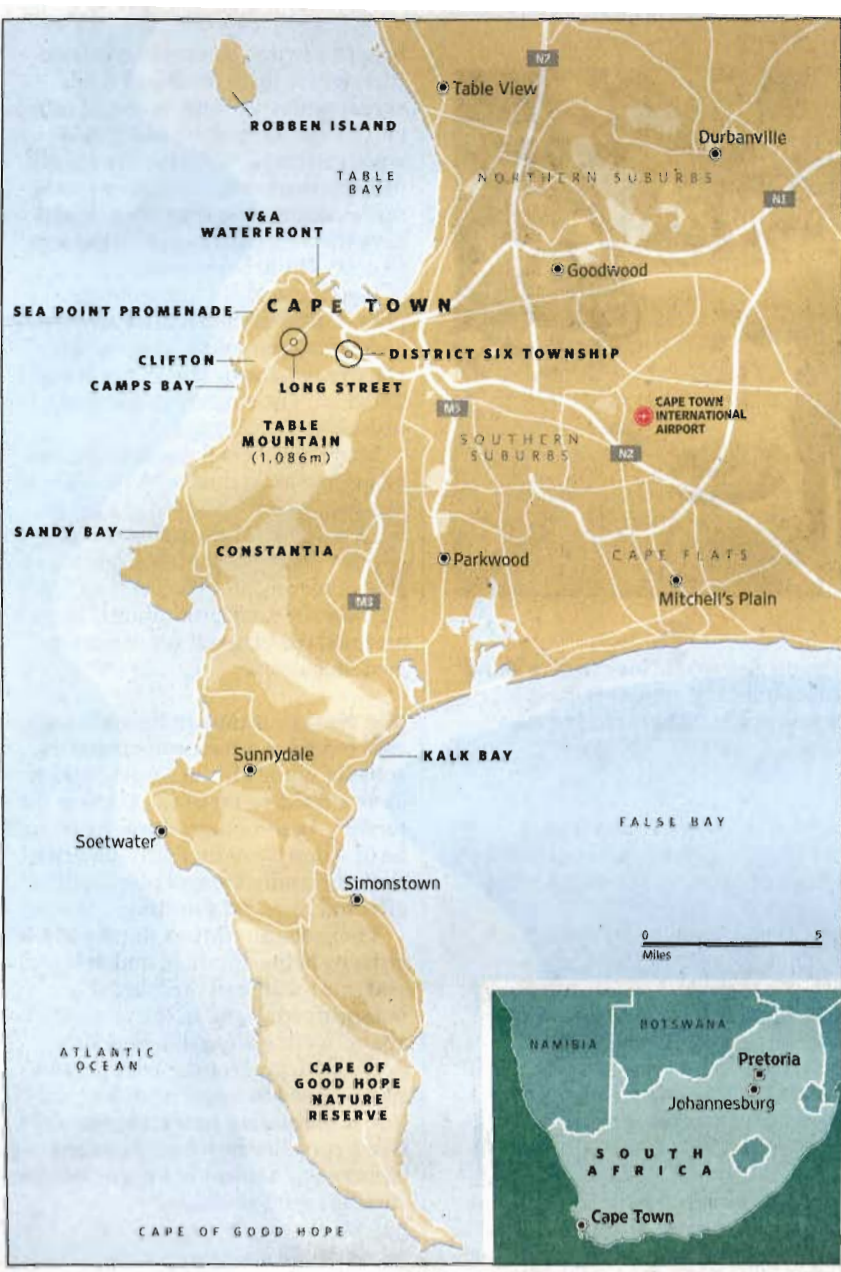 N7
Table View
ROBBEN ISLAND
Durbanville
TABLE
BAY
NORTHERN SUBURBS
N1
V&A
WATERFRONT
Goodwood
SEA POINT PROMENADE
CAPE TOWN
CLIFTON
DISTRICT SIX TOWNSHIP
CAMPS BAY
LONG STREET
CAPE TOWN
INTERNATIONAL
AIRPORT
M5
TABLE
MOUNTAIN
(1,086m)
SOUTHERN
SUBURBS
N2
SANDY BAY
CONSTANTIA
Parkwood
CAPE FLATS
Mitchell's Plain
M3
Sunnydale
KALK BAY
FALSE BAY
Soetwater
Simonstown
0 5
Miles
ATLANTIC
OCEAN
CAPE OF
GOOD HOPE
NATURE
RESERVE
CAPE OF GOOD HOPE
NAMIBIA
BOTSWANA
Pretoria
Johannesburg
SOUTH
AFRICA
Cape Town